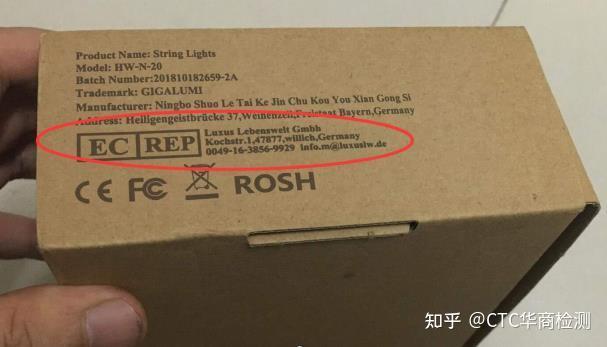 Product Name: String Lights
Model: HW-N-20
Batch Number:201810182659-2A
Trademark: GIGALUMI
Manufacturer: Ningbo Shuo Le Tai Ke Jin Chu Kou You Xian Gong Si
Address: Heiligengeistbrücke 37,Weinenzell,Freistaat Bayern,Germany
EC REP
Luxus Lebenswelt Gmbh
Kochstr.1,47877,willich,Germany
0049-16-3856-9929 info.m@luxuslw.de
CE FC ROSH
知乎 @CTC华商检测